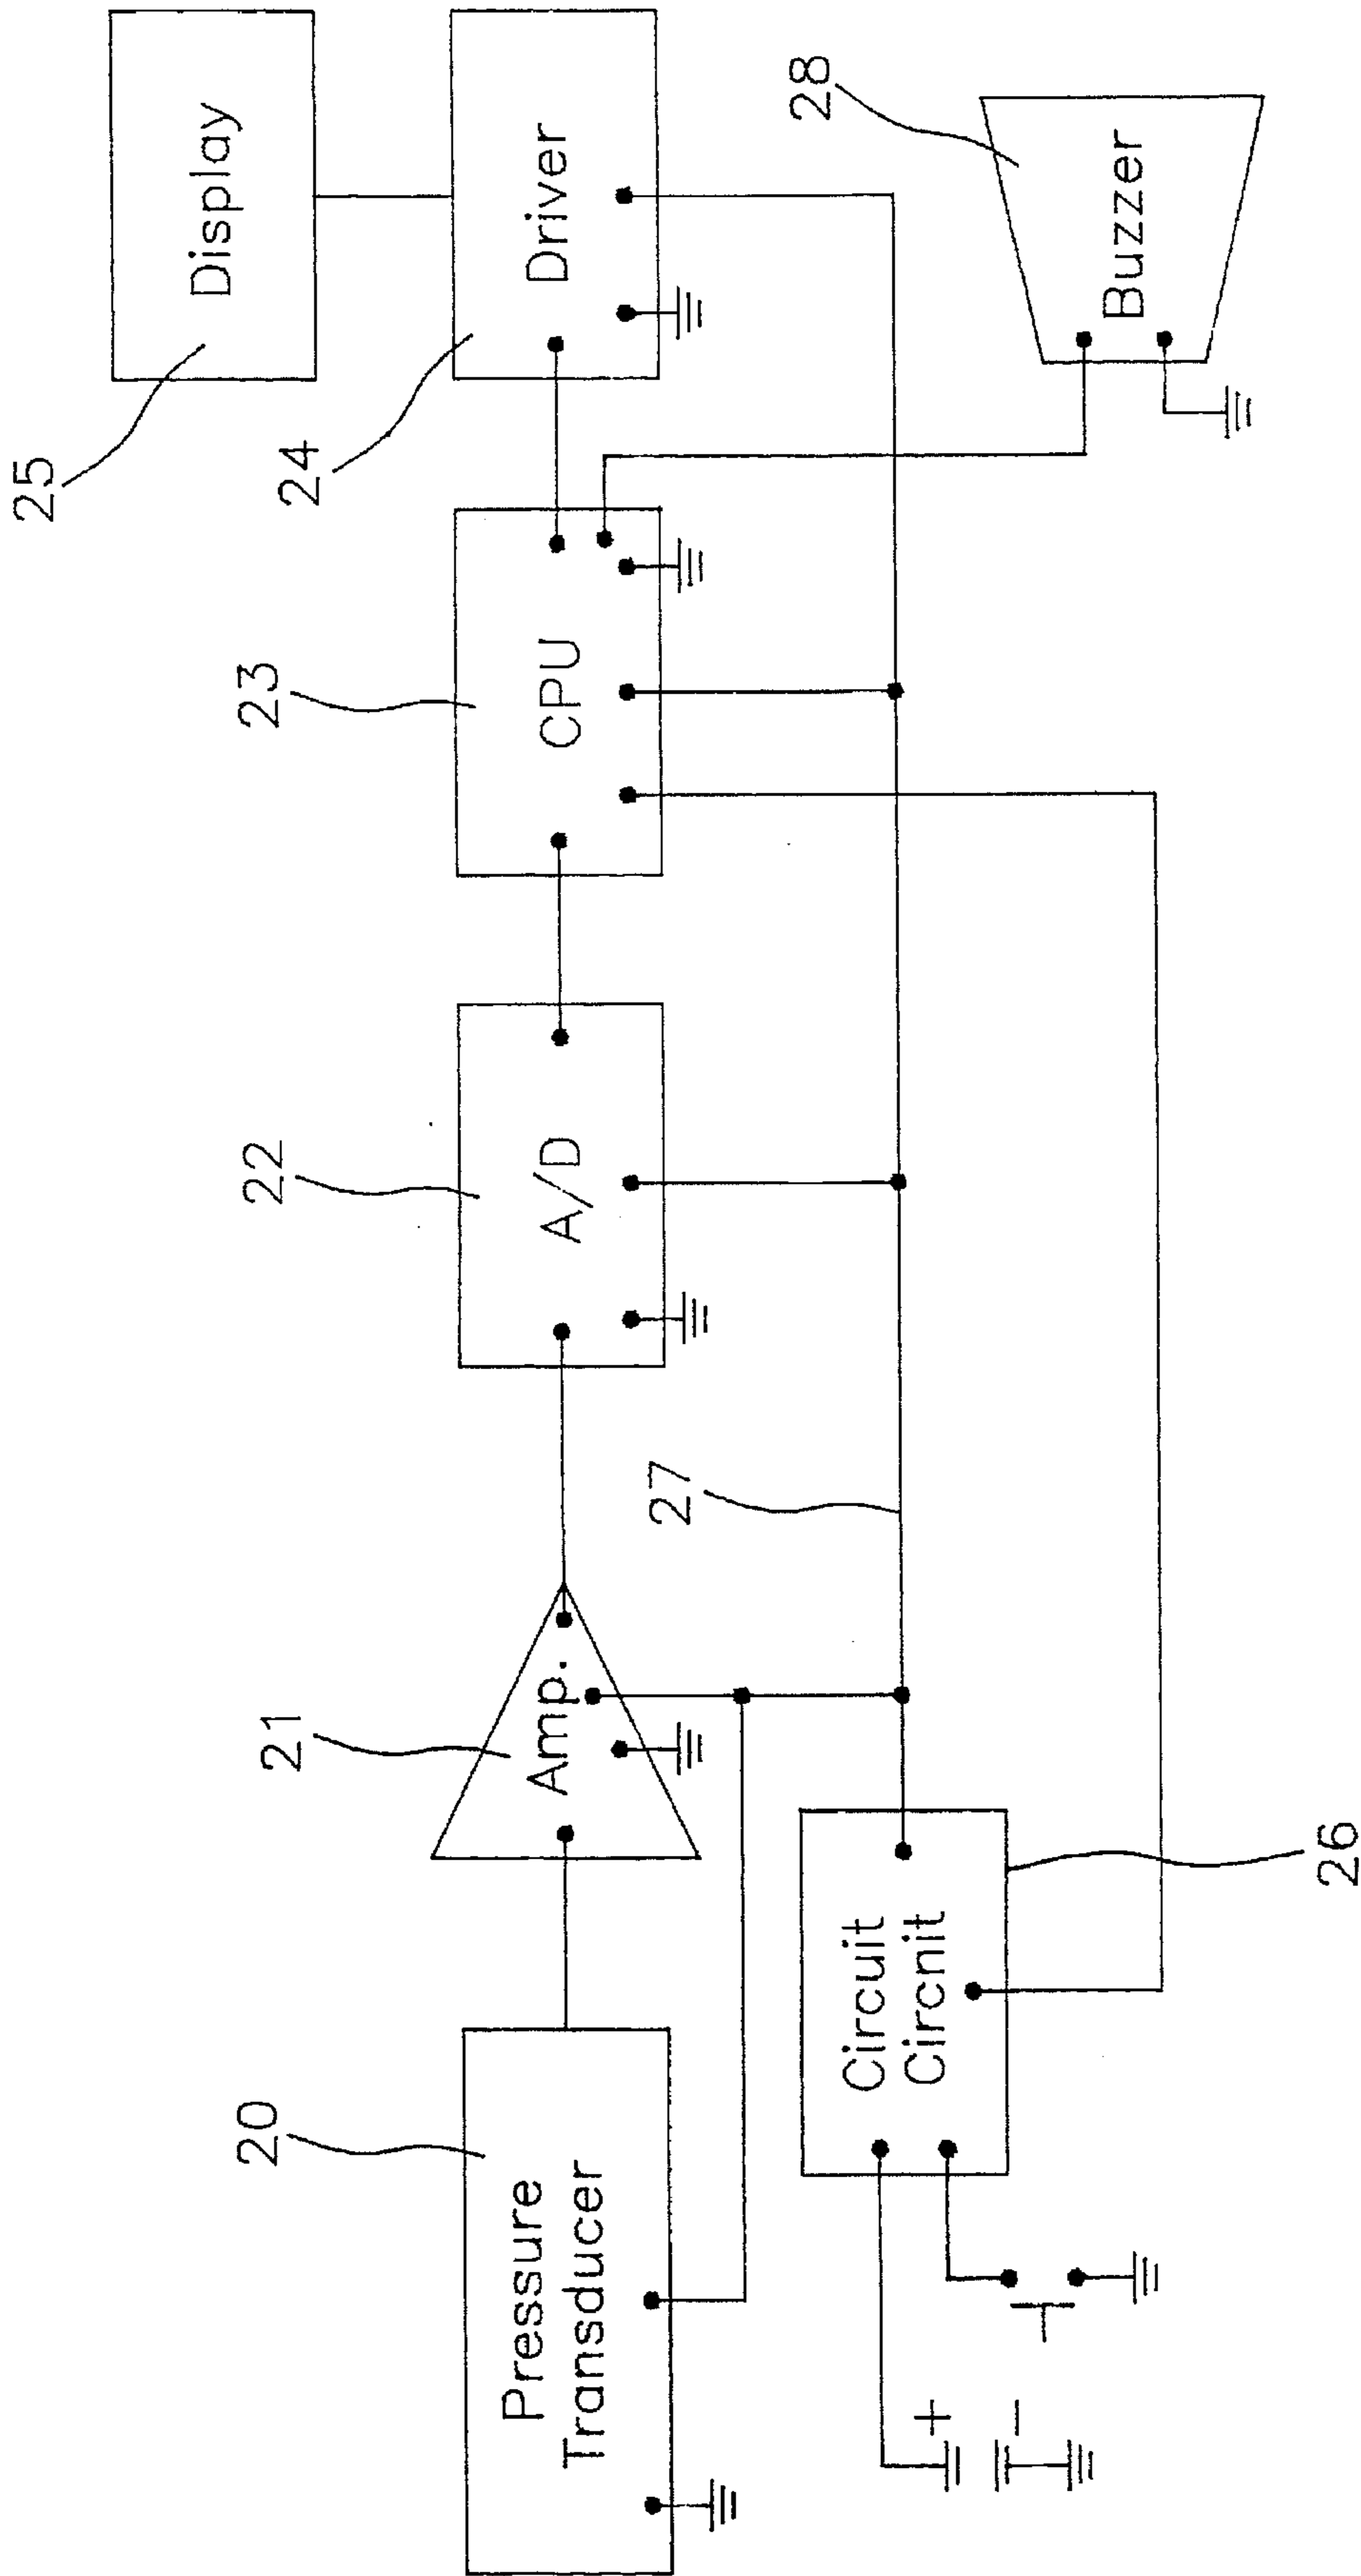 25
Display
24
Driver
28
Buzzer
23
CPU
22
A/D
27
21
Amp.
20
Pressure
Transducer
Circuit
Circnit
26
+
−